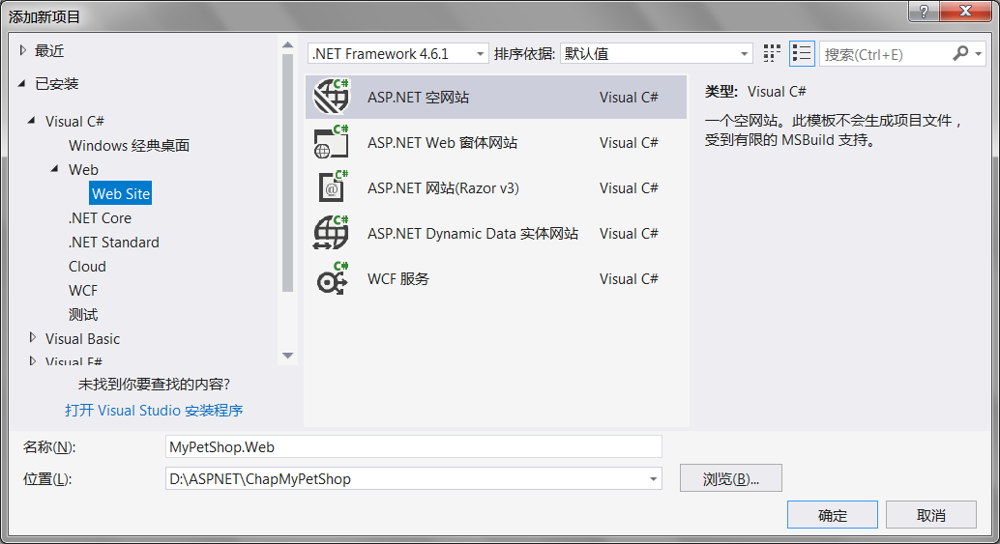 添加新项目
最近
已安装
Visual C#
Windows 经典桌面
Web
Web Site
.NET Core
.NET Standard
Cloud
WCF
测试
Visual Basic
Visual F#
未找到你要查找的内容?
打开 Visual Studio 安装程序
.NET Framework 4.6.1 排序依据: 默认值
搜索(Ctrl+E)
ASP.NET 空网站 Visual C#
ASP.NET Web 窗体网站 Visual C#
ASP.NET 网站(Razor v3) Visual C#
ASP.NET Dynamic Data 实体网站 Visual C#
WCF 服务 Visual C#
类型: Visual C#
一个空网站。此模板不会生成项目文件，
受到有限的 MSBuild 支持。
名称(N): MyPetShop.Web
位置(L): D:\ASPNET\ChapMyPetShop
浏览(B)...
确定 取消